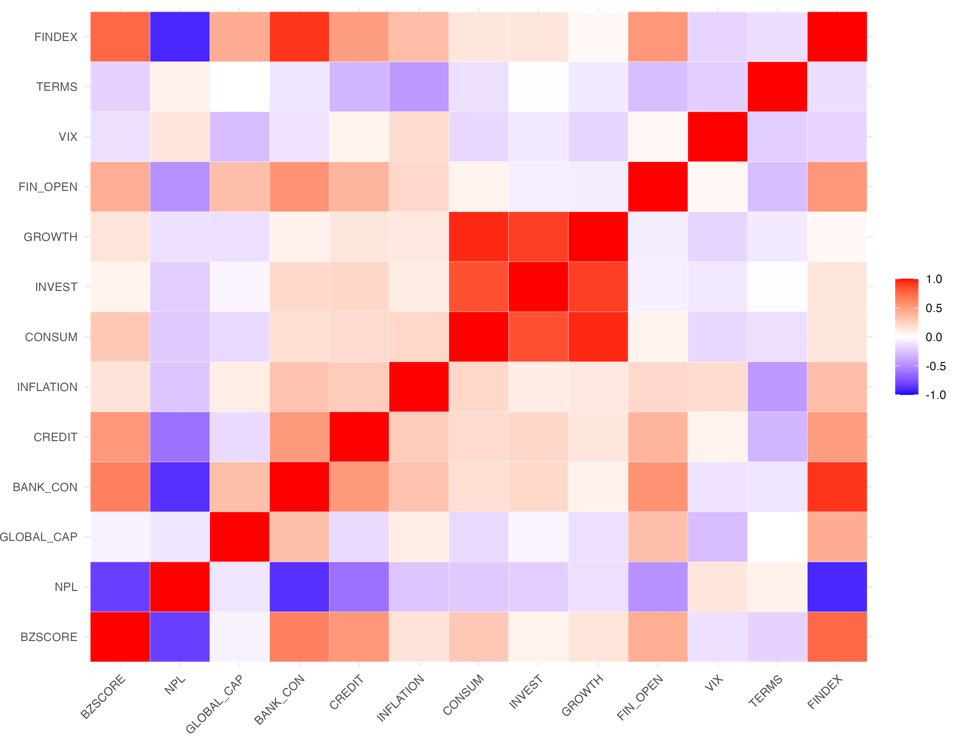 FINDEX
TERMS
VIX
FIN_OPEN
GROWTH
INVEST
CONSUM
INFLATION
CREDIT
BANK_CON
GLOBAL_CAP
NPL
BZSCORE
1.0
0.5
0.0
-0.5
-1.0
BZSCORE
NPL
GLOBAL_CAP
BANK_CON
CREDIT
INFLATION
CONSUM
INVEST
GROWTH
FIN_OPEN
VIX
TERMS
FINDEX